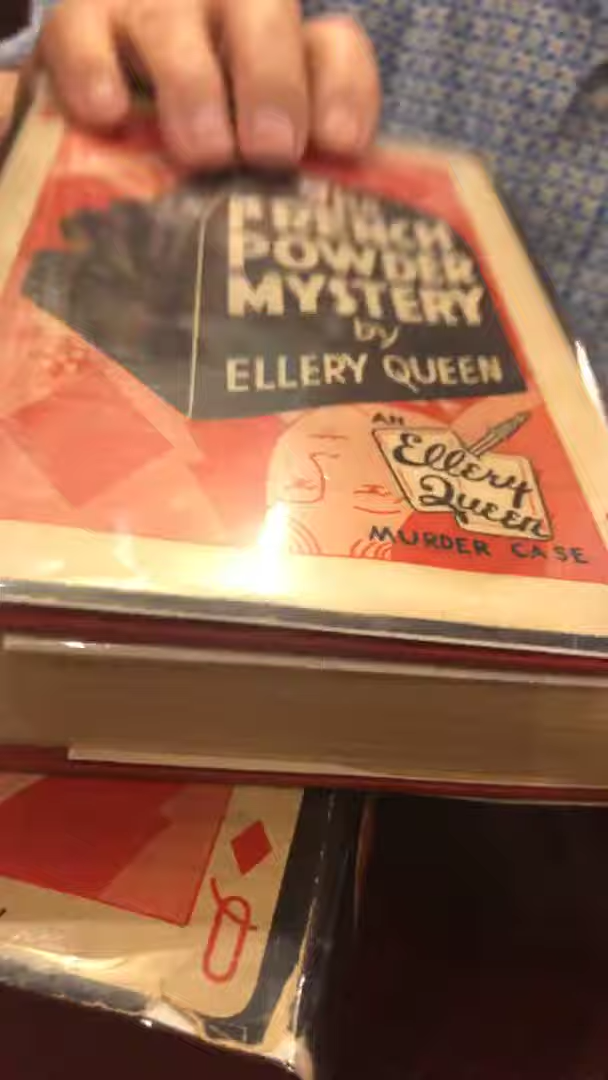 FRENCH
POWDER
MYSTERY
by
ELLERY QUEEN
AN
Ellery
Queen
MURDER CASE
Q